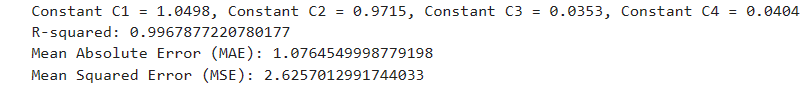 Constant C1 = 1.0498, Constant C2 = 0.9715, Constant C3 = 0.0353, Constant C4 = 0.0404
R-squared: 0.9967877220780177
Mean Absolute Error (MAE): 1.0764549998779198
Mean Squared Error (MSE): 2.6257012991744033